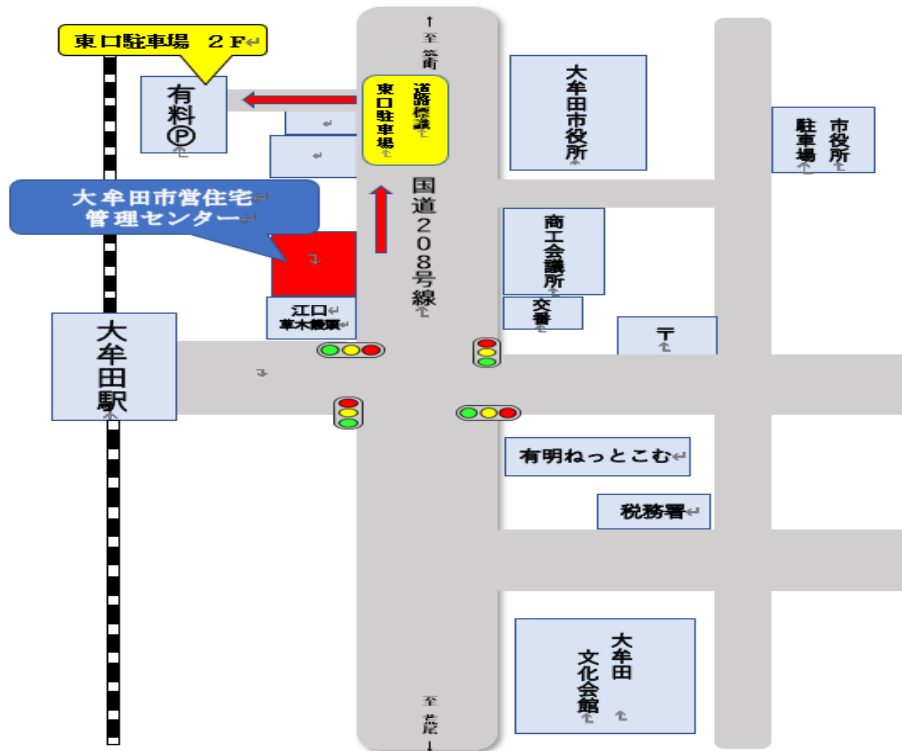 東口駐車場 2F
↑至 筑前
有料Ⓟ
道路標識
東口駐車場
大牟田市役所
市役所
駐車場
大牟田市営住宅
管理センター
国道208号線
商工会議所
江口
草木饅頭
交番
〒
大牟田駅
有明ねっとこむ
税務署
大牟田
文化会館
至 荒尾↓